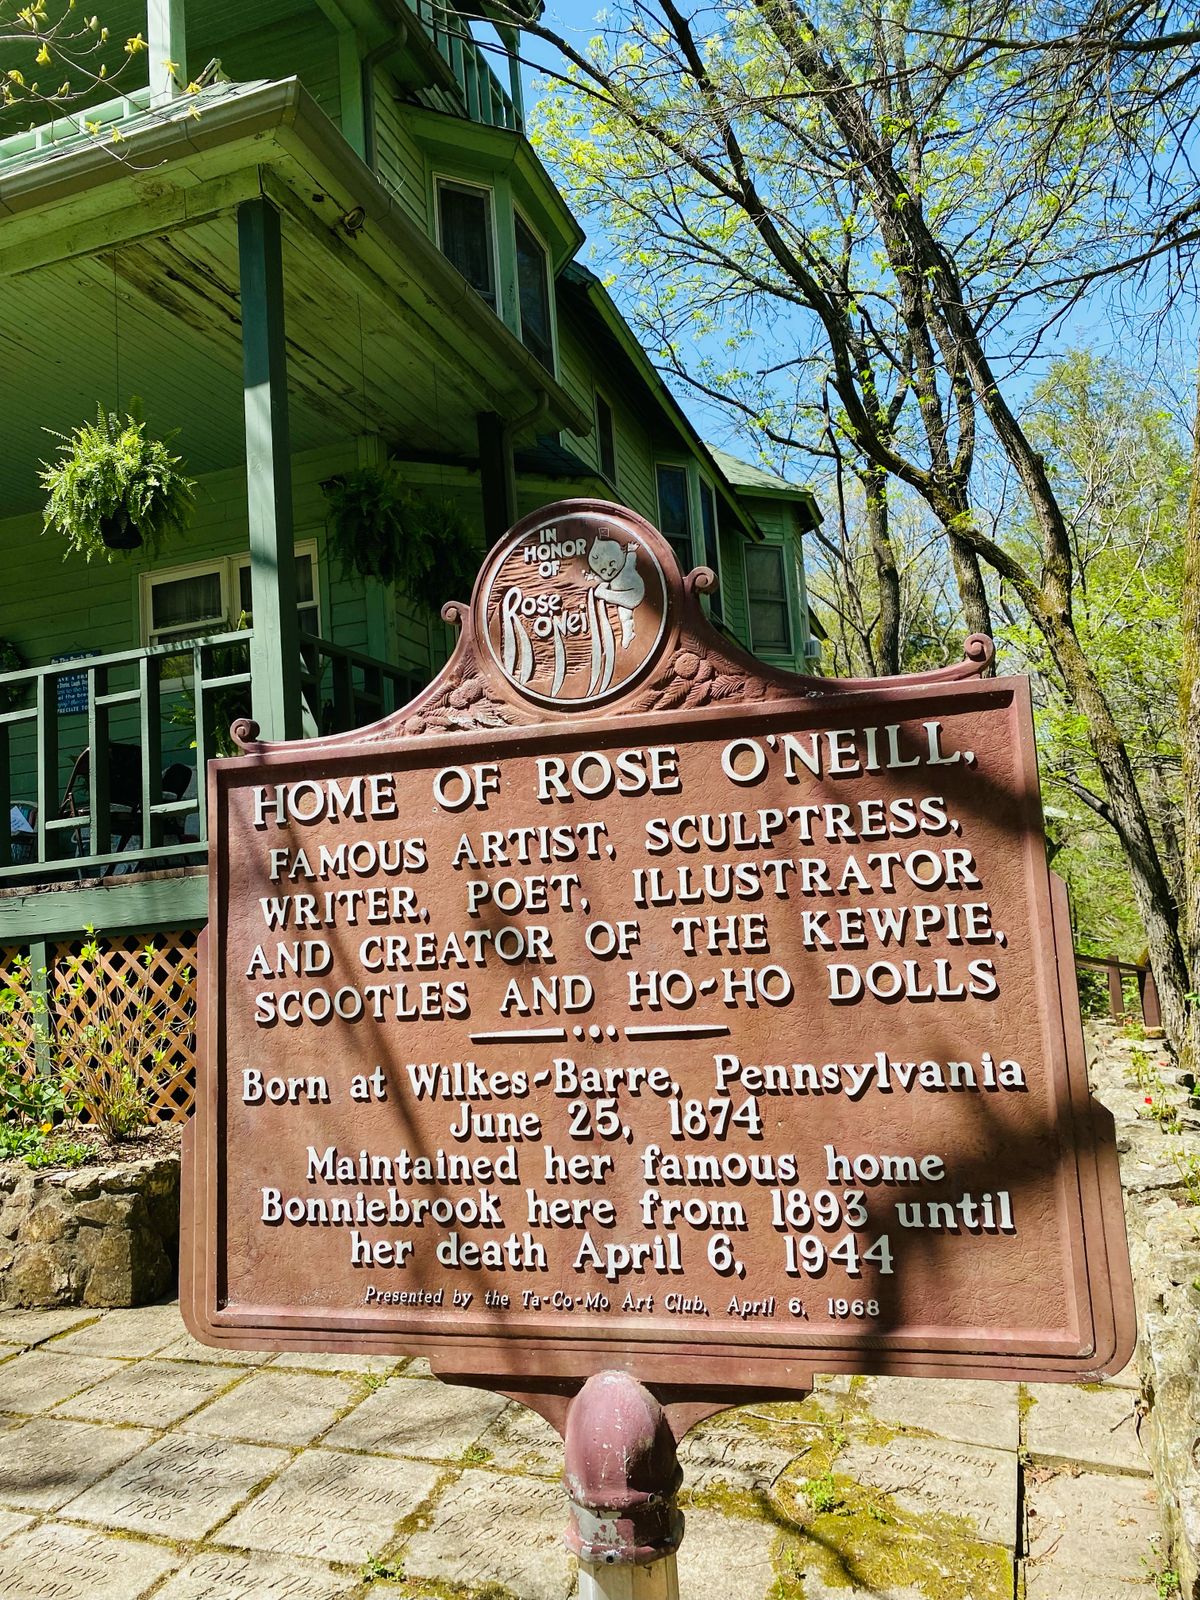 IN
HONOR
OF
Rose
O'Neill
HOME OF ROSE O'NEILL,
FAMOUS ARTIST, SCULPTRESS,
WRITER, POET, ILLUSTRATOR
AND CREATOR OF THE KEWPIE,
SCOOTLES AND HO-HO DOLLS
Born at Wilkes-Barre, Pennsylvania
June 25, 1874
Maintained her famous home
Bonniebrook here from 1893 until
her death April 6, 1944
Presented by the Ta-Co-Mo Art Club, April 6, 1968
1988